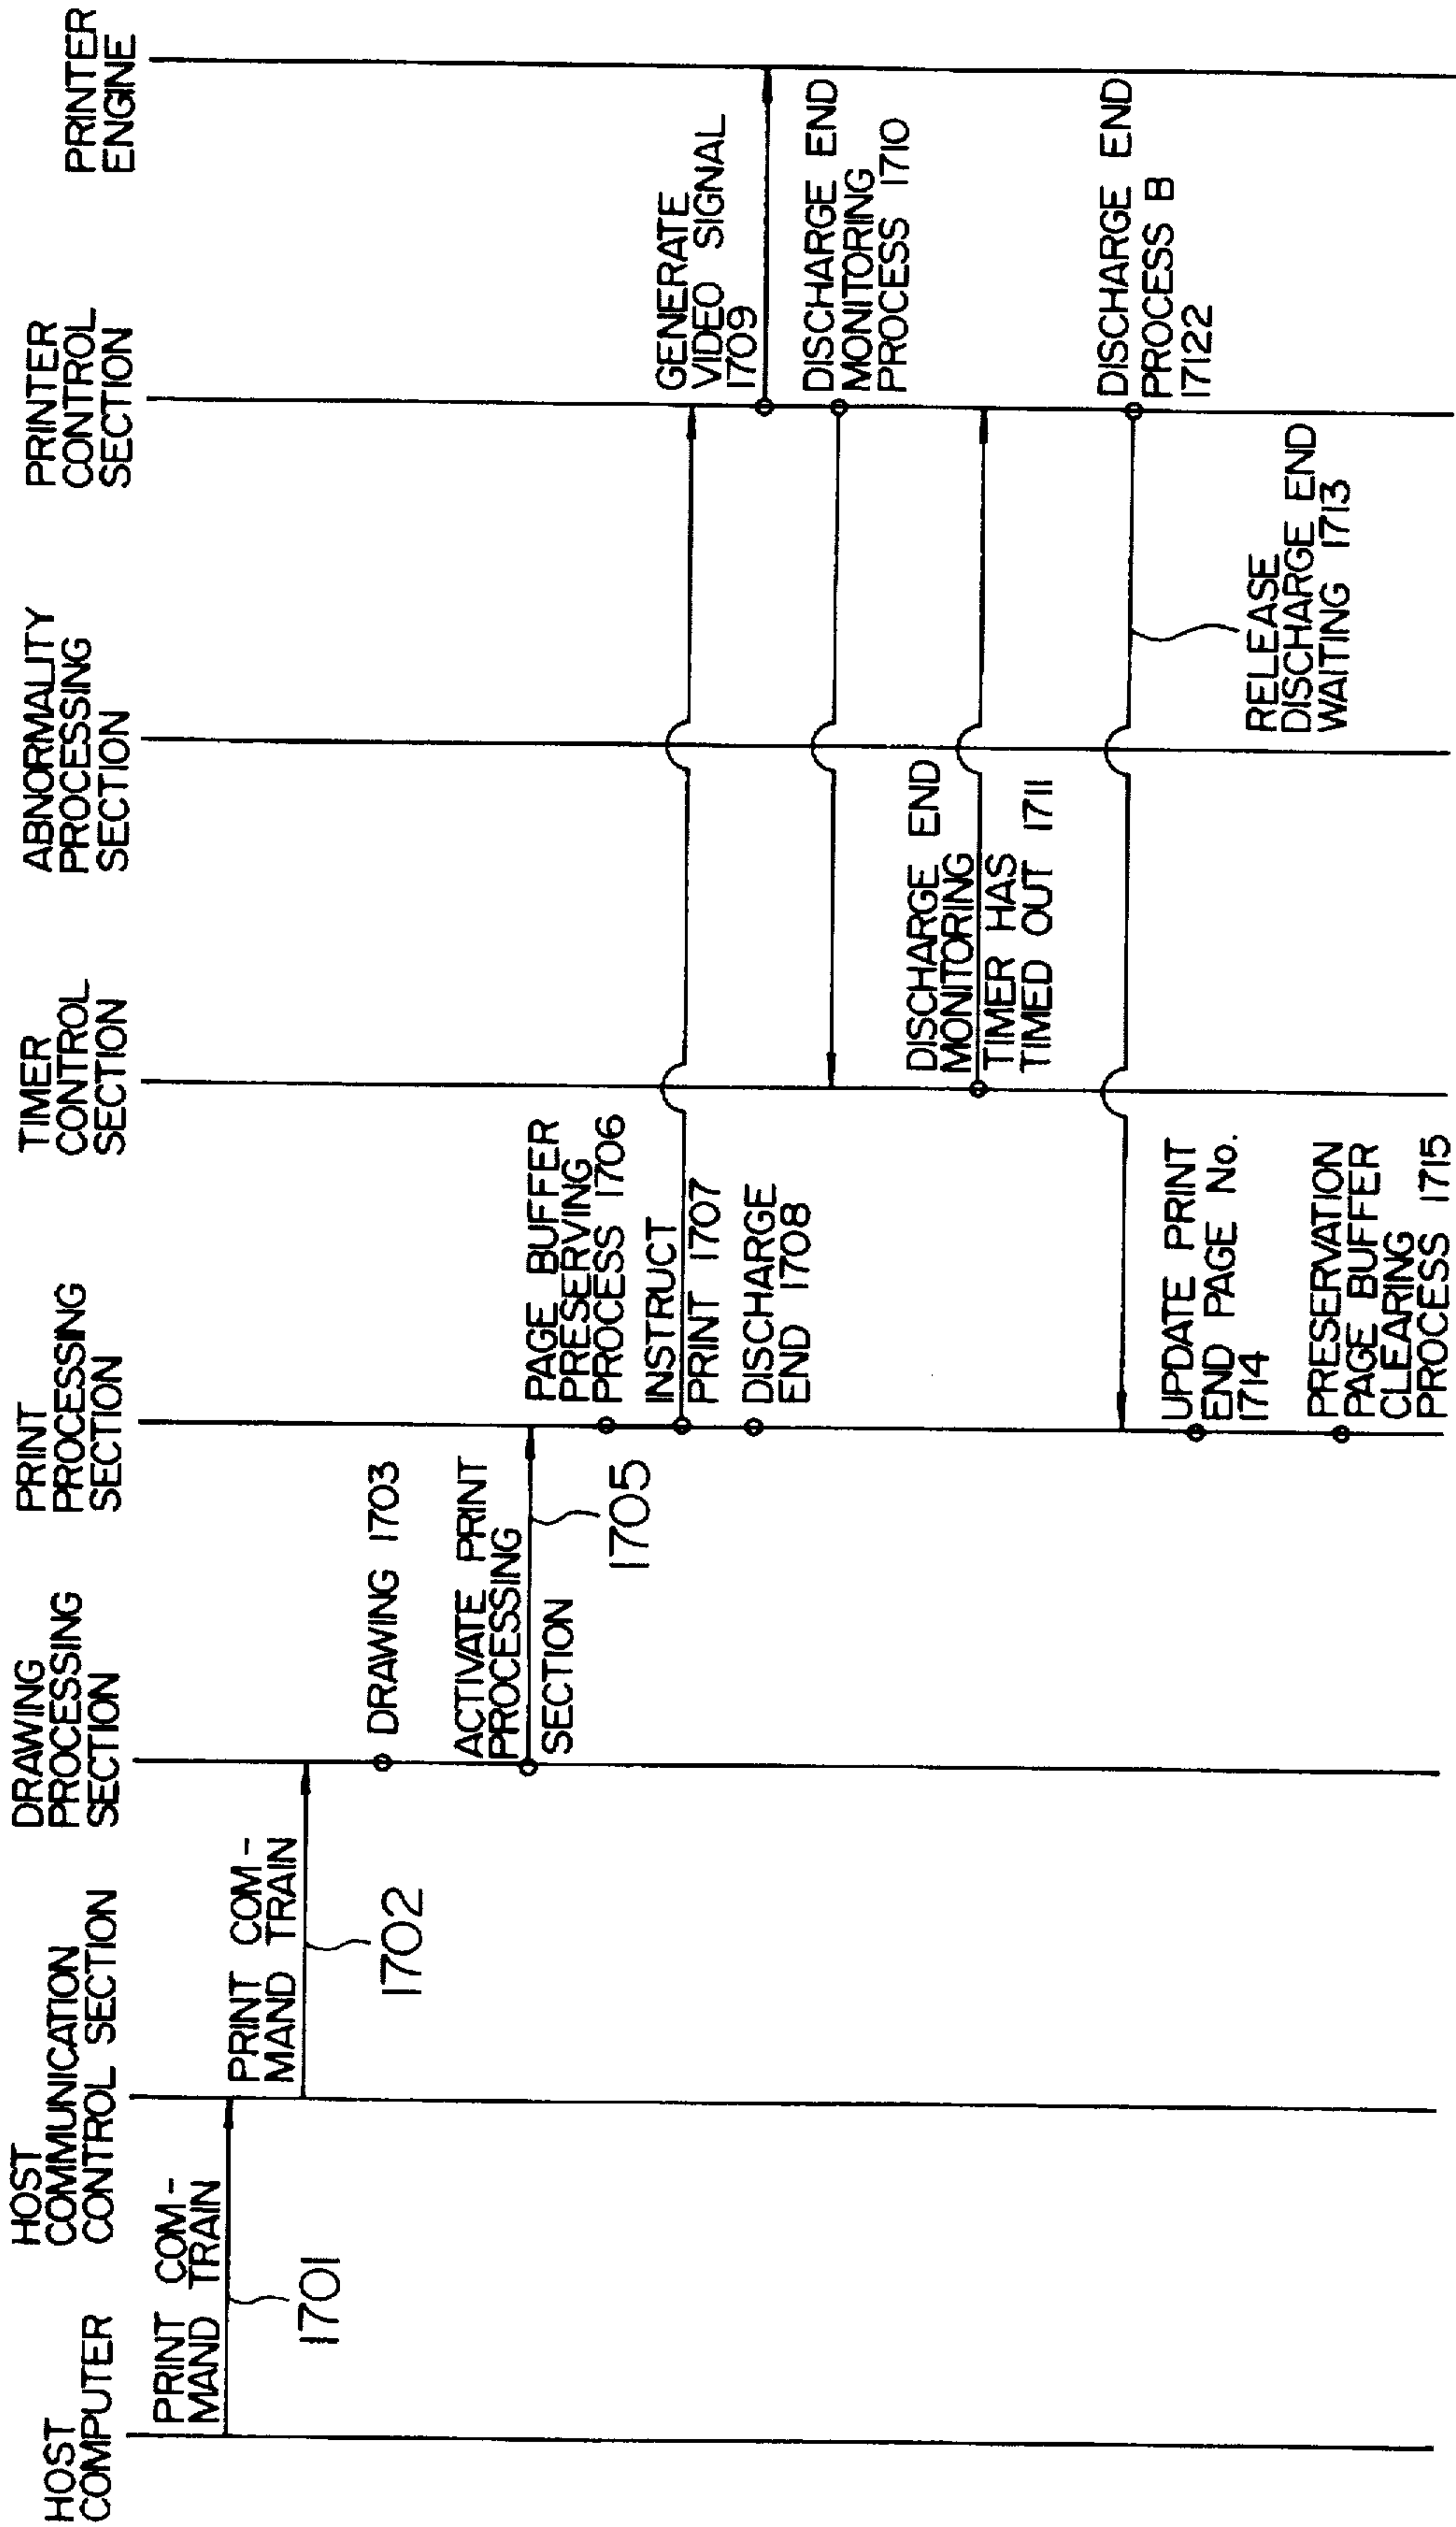 HOST
COMPUTER
HOST
COMMUNICATION
CONTROL SECTION
DRAWING
PROCESSING
SECTION
PRINT
PROCESSING
SECTION
TIMER
CONTROL
SECTION
ABNORMALITY
PROCESSING
SECTION
PRINTER
CONTROL
SECTION
PRINTER
ENGINE
PRINT COM-
MAND TRAIN
1701
PRINT COM-
MAND TRAIN
1702
DRAWING 1703
ACTIVATE PRINT
PROCESSING
SECTION
1705
PAGE BUFFER
PRESERVING
PROCESS 1706
INSTRUCT
PRINT 1707
DISCHARGE
END 1708
GENERATE
VIDEO SIGNAL
1709
DISCHARGE END
MONITORING
PROCESS 1710
DISCHARGE END
MONITORING
TIMER HAS
TIMED OUT 1711
DISCHARGE END
PROCESS B
17122
RELEASE
DISCHARGE END
WAITING 1713
UPDATE PRINT
END PAGE No.
1714
PRESERVATION
PAGE BUFFER
CLEARING
PROCESS 1715